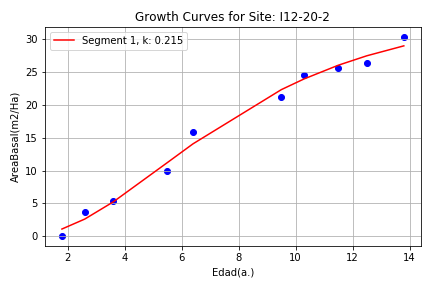 Growth Curves for Site: I12-20-2
Segment 1, k: 0.215
AreaBasal(m2/Ha)
30
25
20
15
10
5
0
2 4 6 8 10 12 14
Edad(a.)